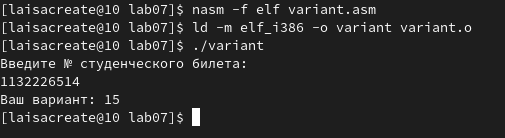 [laisacreate@10 lab07]$ nasm -f elf variant.asm
[laisacreate@10 lab07]$ ld -m elf_i386 -o variant variant.o
[laisacreate@10 lab07]$ ./variant
Введите № студенческого билета:
1132226514
Ваш вариант: 15
[laisacreate@10 lab07]$